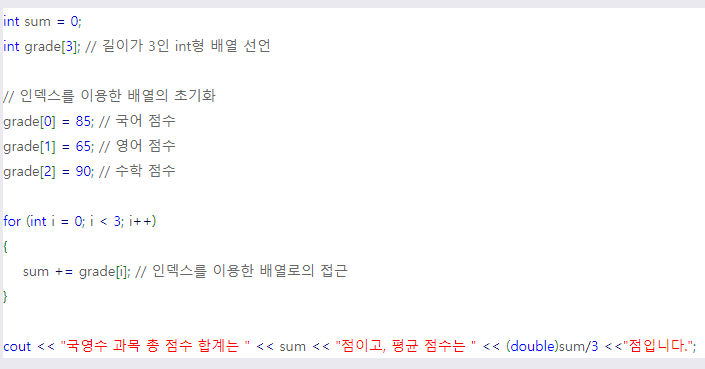 int sum = 0;
int grade[3]; // 길이가 3인 int형 배열 선언
// 인덱스를 이용한 배열의 초기화
grade[0] = 85; // 국어 점수
grade[1] = 65; // 영어 점수
grade[2] = 90; // 수학 점수
for (int i = 0; i < 3; i++)
{
sum += grade[i]; // 인덱스를 이용한 배열로의 접근
}
cout << "국영수 과목 총 점수 합계는 " << sum << "점이고, 평균 점수는 " << (double)sum/3 <<"점입니다.";